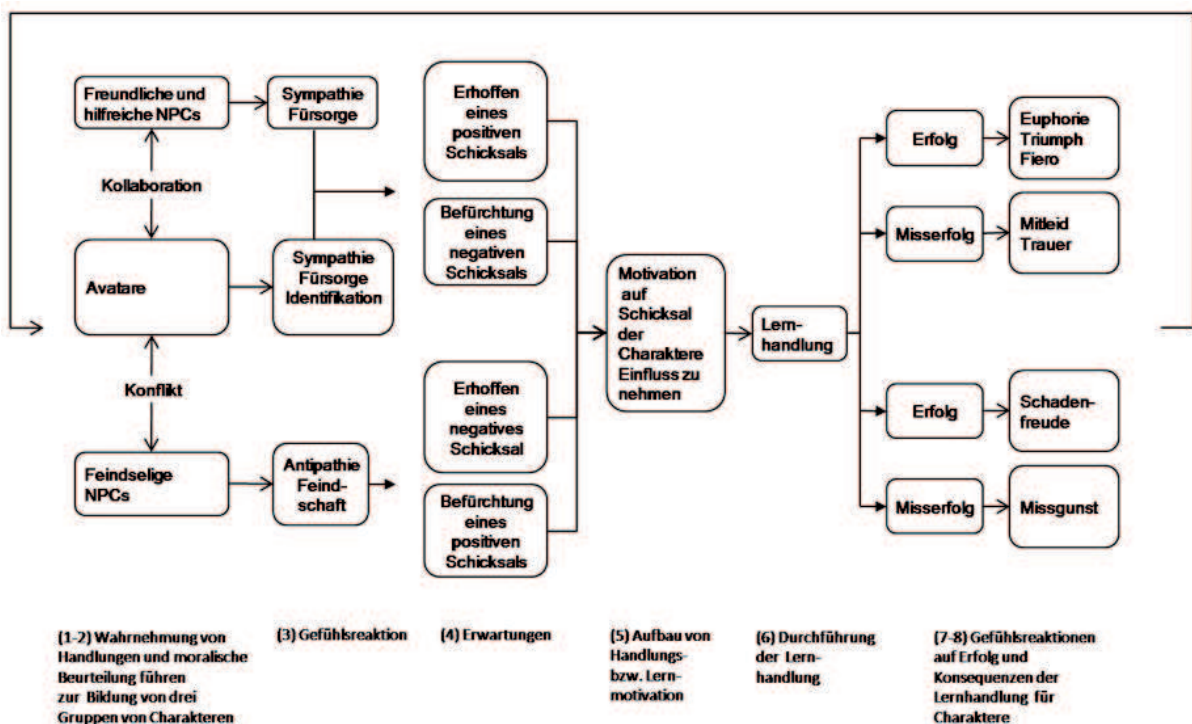 Freundliche und
hilfreiche NPCs
Sympathie
Fürsorge
Kollaboration
Avatare
Sympathie
Fürsorge
Identifikation
Konflikt
Feindselige
NPCs
Antipathie
Feind-
schaft
Erhoffen
eines
positiven
Schicksals
Befürchtung
eines
negativen
Schicksals
Erhoffen
eines
negatives
Schicksal
Befürchtung
eines
positiven
Schicksals
Motivation
auf
Schicksal
der
Charaktere
Einfluss zu
nehmen
Lern-
handlung
Erfolg
Euphorie
Triumph
Fiero
Misserfolg
Mitleid
Trauer
Erfolg
Schaden-
freude
Misserfolg
Missgunst
(1-2) Wahrnehmung von
Handlungen und moralische
Beurteilung führen
zur Bildung von drei
Gruppen von Charakteren
(3) Gefühlsreaktion
(4) Erwartungen
(5) Aufbau von
Handlungs-
bzw. Lern-
motivation
(6) Durchführung
der Lern-
handlung
(7-8) Gefühlsreaktionen
auf Erfolg und
Konsequenzen der
Lernhandlung für
Charaktere